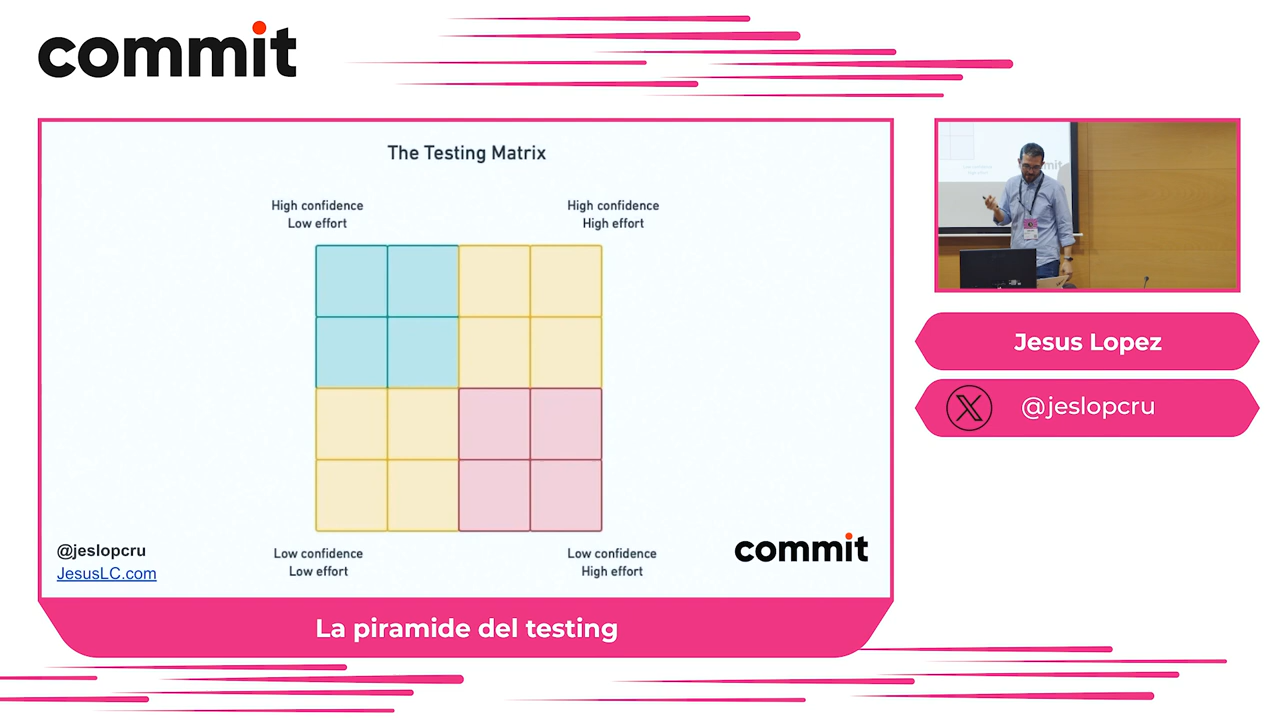 commit
The Testing Matrix
High confidence
Low effort
High confidence
High effort
Low confidence
Low effort
Low confidence
High effort
@jeslopcru
JesusLC.com
commit
La piramide del testing
Jesus Lopez
X
@jeslopcru